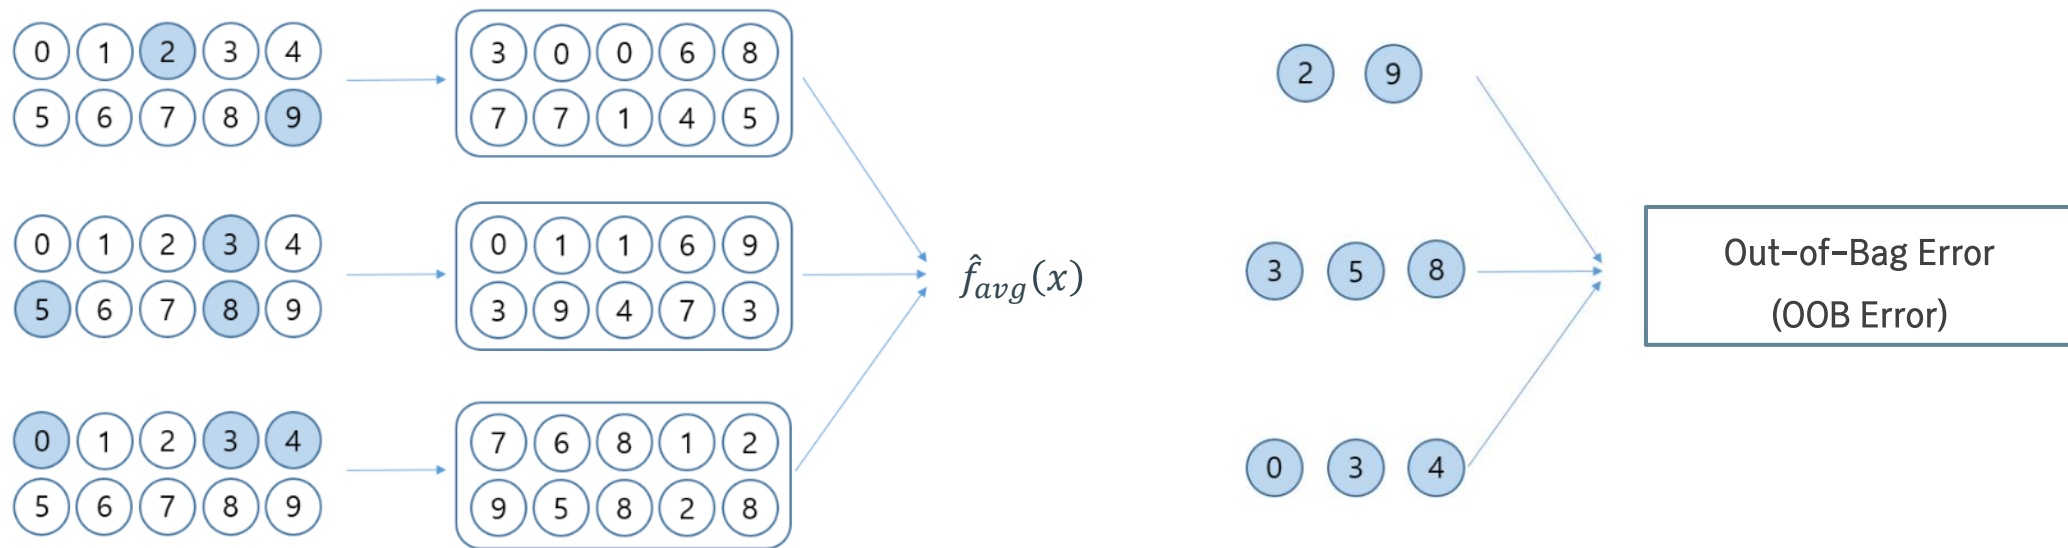 0 1 2 3 4
5 6 7 8 9
3 0 0 6 8
7 7 1 4 5
0 1 2 3 4
5 6 7 8 9
0 1 1 6 9
3 9 4 7 3
0 1 2 3 4
5 6 7 8 9
7 6 8 1 2
9 5 8 2 8
f̂avg(x)
2 9
3 5 8
0 3 4
Out-of-Bag Error
(OOB Error)